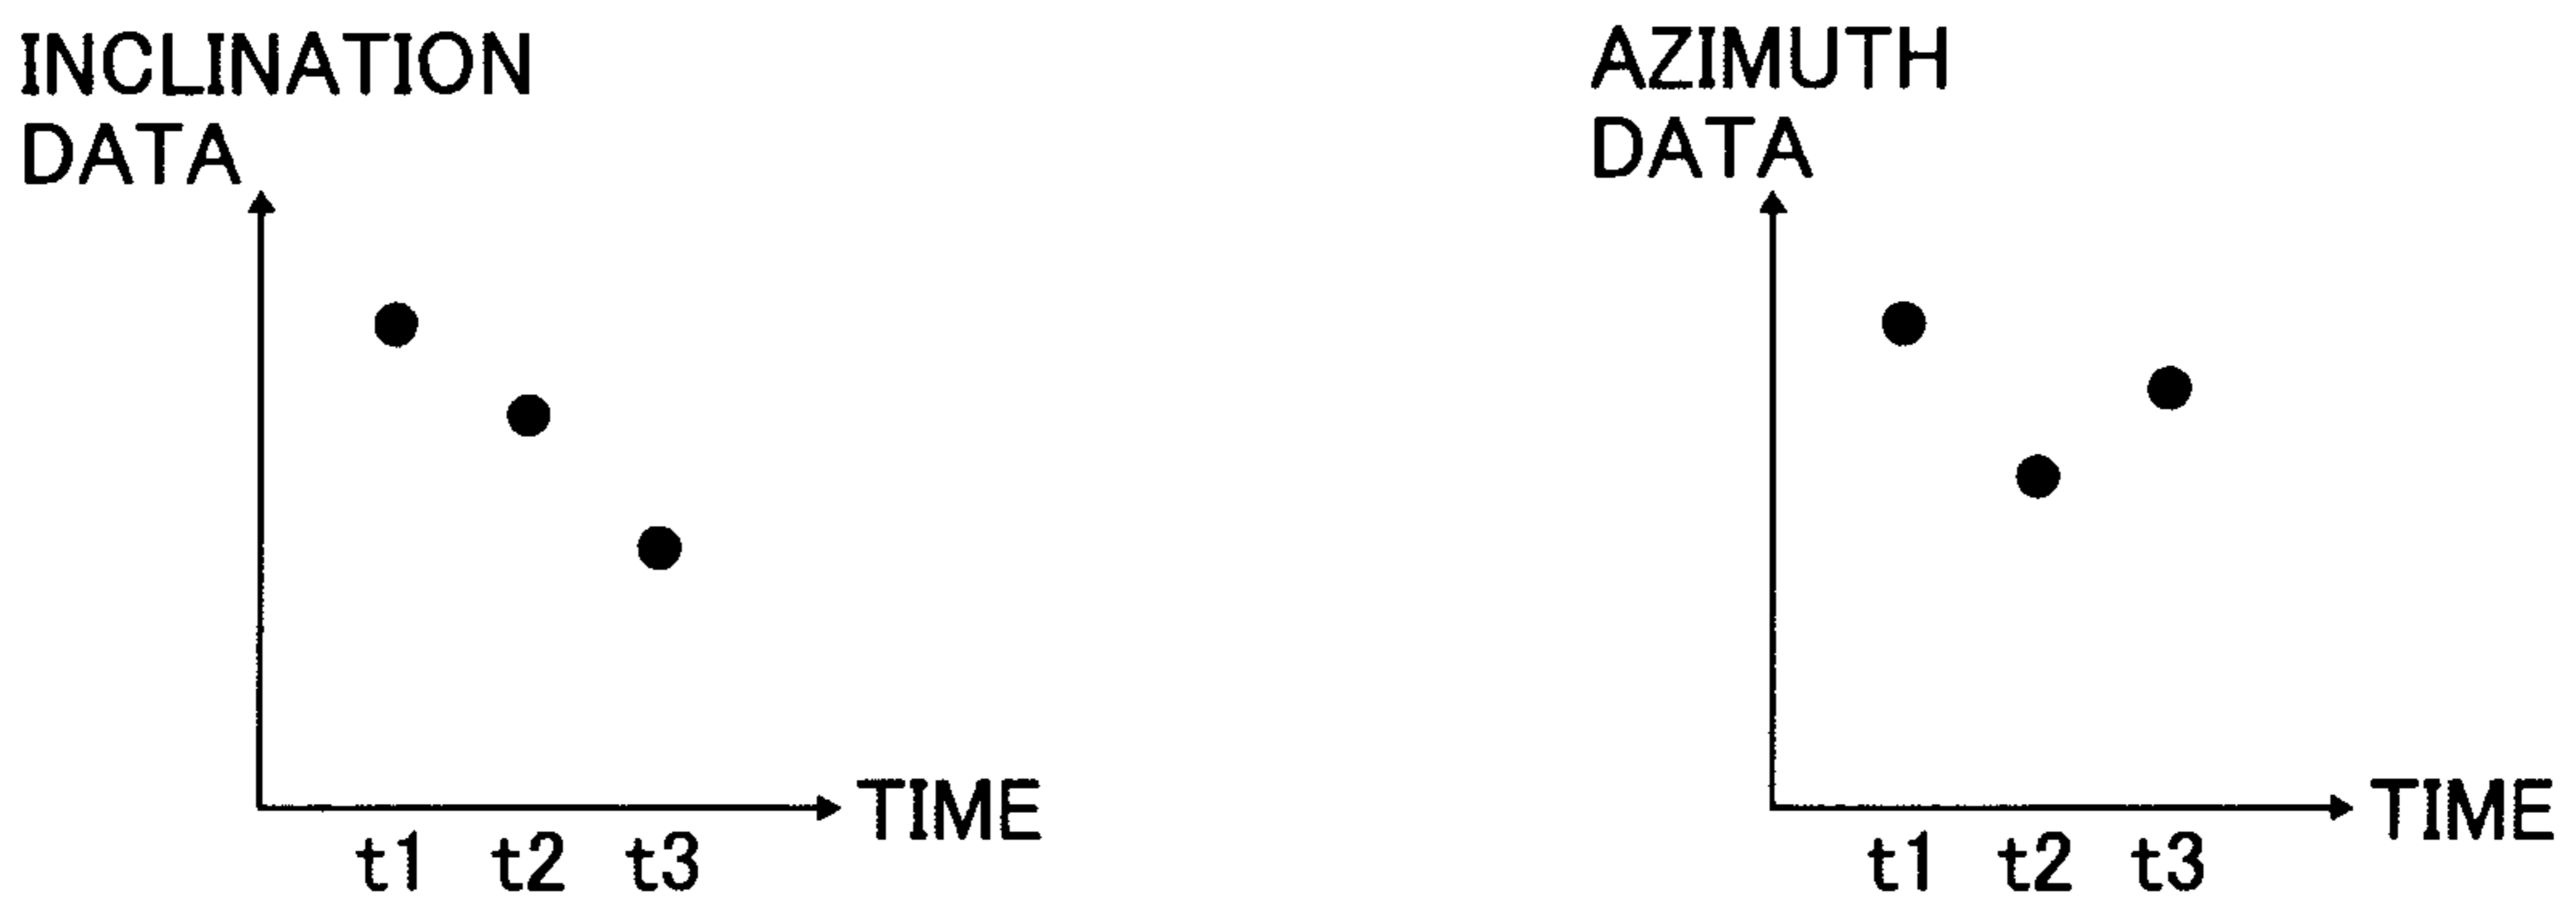 INCLINATION
DATA
TIME
t1 t2 t3
AZIMUTH
DATA
TIME
t1 t2 t3